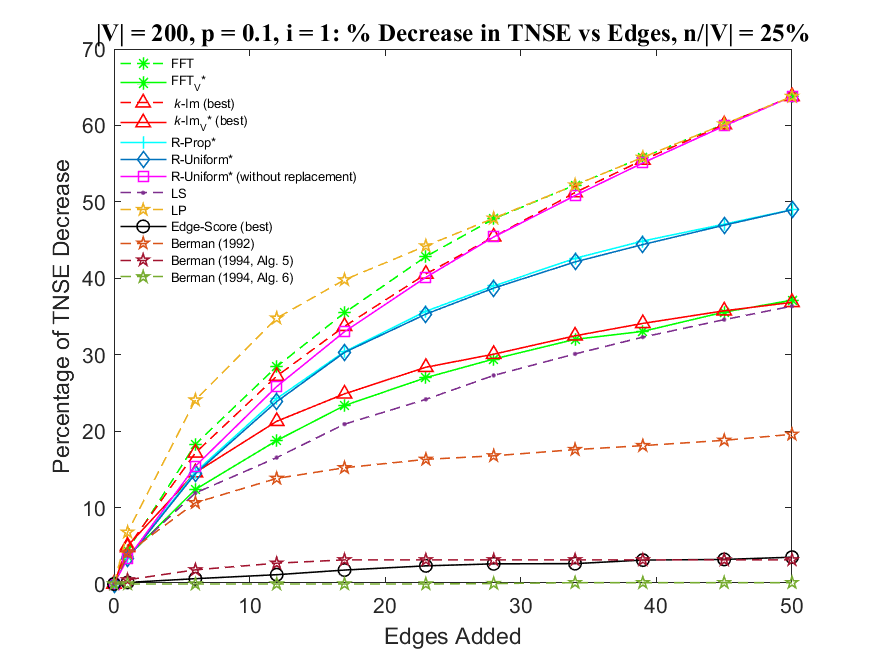 |V| = 200, p = 0.1, i = 1: % Decrease in TNSE vs Edges, n/|V| = 25%
70
60
50
40
30
20
10
0
Percentage of TNSE Decrease
FFT
FFT_V*
k-Im (best)
k-Im_V* (best)
R-Prop*
R-Uniform*
R-Uniform* (without replacement)
LS
LP
Edge-Score (best)
Berman (1992)
Berman (1994, Alg. 5)
Berman (1994, Alg. 6)
0 10 20 30 40 50
Edges Added